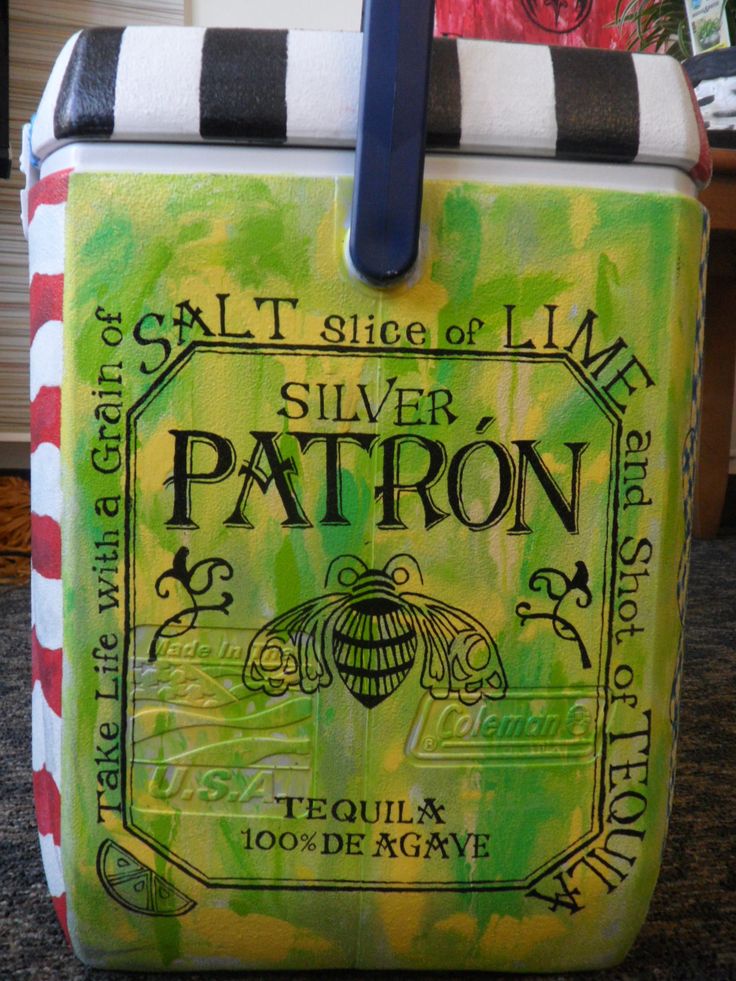 Take Life with a Grain of
SALT Slice of LIME
and Shot of TEQUILA
SILVER
PATRÓN
Made In The
U.S.A.
® Coleman
TEQUILA
100% DE AGAVE